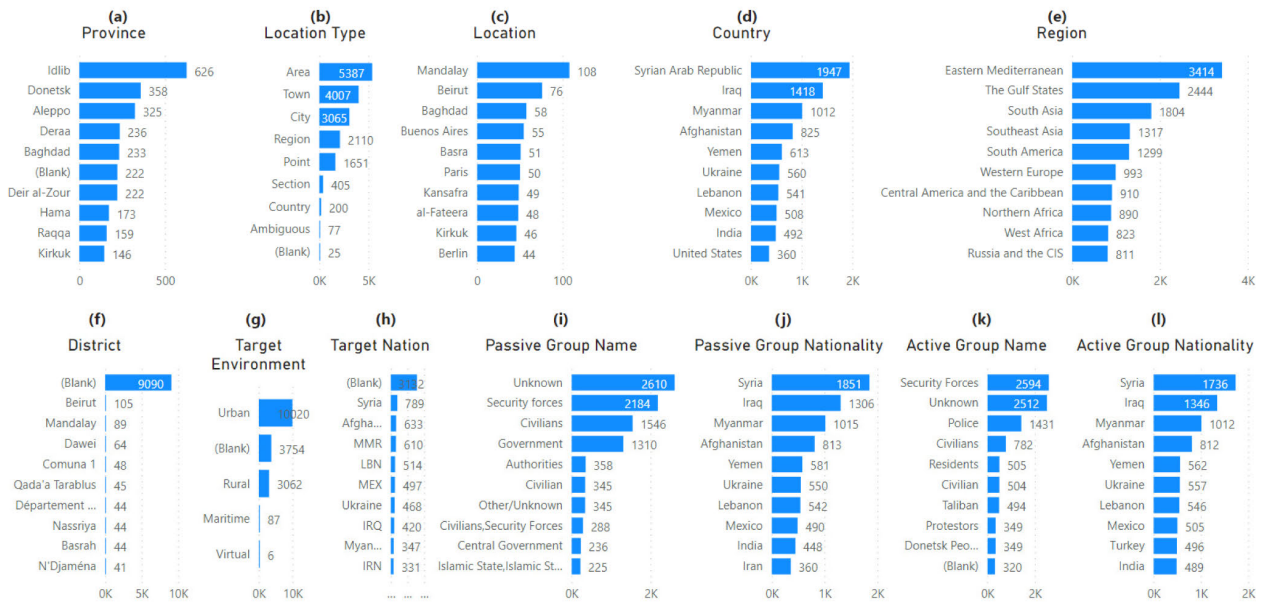 (a)
Province
Idlib 626
Donetsk 358
Aleppo 325
Deraa 236
Baghdad 233
(Blank) 222
Deir al-Zour 222
Hama 173
Raqqa 159
Kirkuk 146
0 500
(b)
Location Type
Area 5387
Town 4007
City 3065
Region 2110
Point 1651
Section 405
Country 200
Ambiguous 77
(Blank) 25
0K 5K
(c)
Location
Mandalay 108
Beirut 76
Baghdad 58
Buenos Aires 55
Basra 51
Paris 50
Kansafra 49
al-Fateera 48
Kirkuk 46
Berlin 44
0 100
(d)
Country
Syrian Arab Republic 1947
Iraq 1418
Myanmar 1012
Afghanistan 825
Yemen 613
Ukraine 560
Lebanon 541
Mexico 508
India 492
United States 360
0K 1K 2K
(e)
Region
Eastern Mediterranean 3414
The Gulf States 2444
South Asia 1804
Southeast Asia 1317
South America 1299
Western Europe 993
Central America and the Caribbean 910
Northern Africa 890
West Africa 823
Russia and the CIS 811
0K 2K 4K
(f)
District
(Blank) 9090
Beirut 105
Mandalay 89
Dawei 64
Comuna 1 48
Qada'a Tarablus 45
Département ... 44
Nassriya 44
Basrah 44
N'Djaména 41
0K 5K 10K
(g)
Target
Environment
Urban 10020
(Blank) 3754
Rural 3062
Maritime 87
Virtual 6
0K 10K
(h)
Target Nation
(Blank)
Syria 789
Afgha... 633
MMR 610
LBN 514
MEX 497
Ukraine 468
IRQ 420
Myan... 347
IRN 331
... ... ...
(i)
Passive Group Name
Unknown 2610
Security forces 2184
Civilians 1546
Government 1310
Authorities 358
Civilian 345
Other/Unknown 345
Civilians,Security Forces 288
Central Government 236
Islamic State,Islamic St... 225
0K 2K
(j)
Passive Group Nationality
Syria 1851
Iraq 1306
Myanmar 1015
Afghanistan 813
Yemen 581
Ukraine 550
Lebanon 542
Mexico 490
India 448
Iran 360
0K 1K 2K
(k)
Active Group Name
Security Forces 2594
Unknown 2512
Police 1431
Civilians 782
Residents 505
Civilian 504
Taliban 494
Protestors 349
Donetsk Peo... 349
(Blank) 320
0K 2K
(l)
Active Group Nationality
Syria 1736
Iraq 1346
Myanmar 1012
Afghanistan 812
Yemen 562
Ukraine 557
Lebanon 546
Mexico 505
Turkey 496
India 489
0K 1K 2K